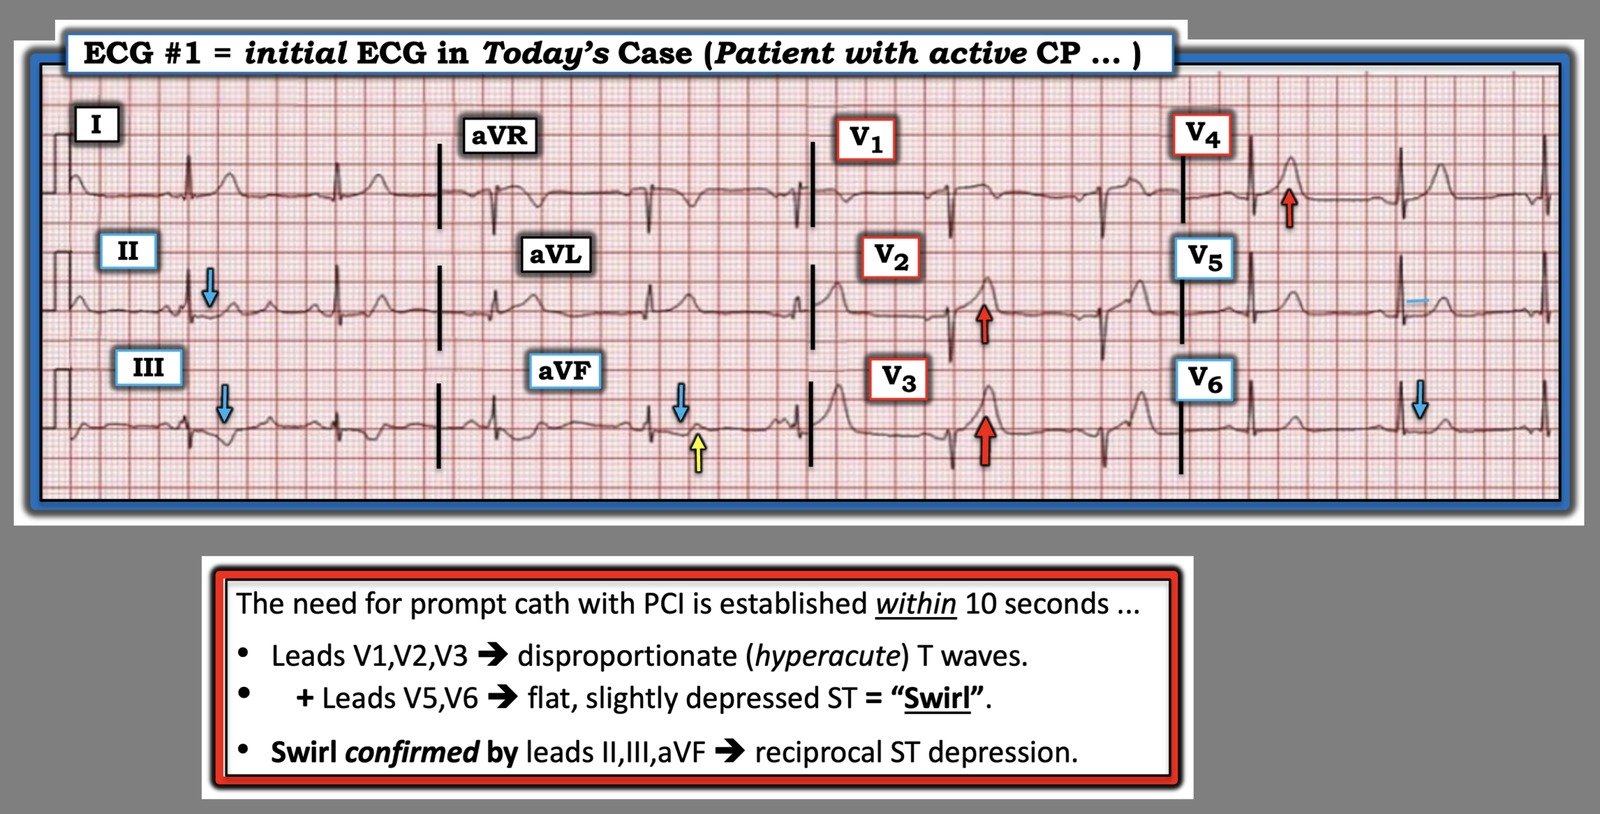 ECG #1 = initial ECG in Today's Case (Patient with active CP ... )
I
aVR
V1
V4
II
aVL
V2
V5
III
aVF
V3
V6
The need for prompt cath with PCI is established within 10 seconds ...
• Leads V1,V2,V3 ➔ disproportionate (hyperacute) T waves.
• + Leads V5,V6 ➔ flat, slightly depressed ST = “Swirl”.
• Swirl confirmed by leads II,III,aVF ➔ reciprocal ST depression.